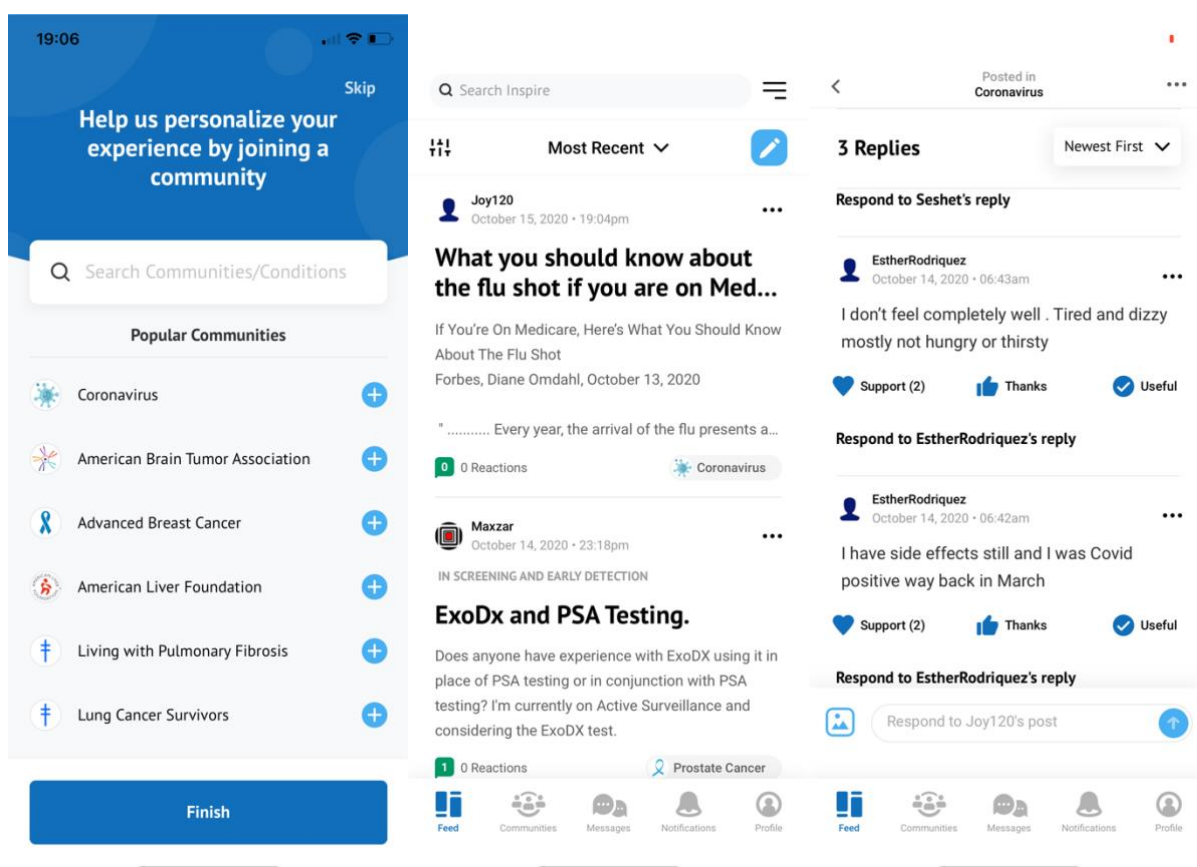 19:06
Skip
Help us personalize your
experience by joining a
community
Search Communities/Conditions
Popular Communities
Coronavirus
American Brain Tumor Association
Advanced Breast Cancer
American Liver Foundation
Living with Pulmonary Fibrosis
Lung Cancer Survivors
Finish
Search Inspire
Most Recent
Joy120
October 15, 2020 • 19:04pm
What you should know about
the flu shot if you are on Med...
If You're On Medicare, Here's What You Should Know
About The Flu Shot
Forbes, Diane Omdahl, October 13, 2020
" ........... Every year, the arrival of the flu presents a...
0 0 Reactions Coronavirus
Maxzar
October 14, 2020 • 23:18pm
IN SCREENING AND EARLY DETECTION
ExoDx and PSA Testing.
Does anyone have experience with ExoDX using it in
place of PSA testing or in conjunction with PSA
testing? I'm currently on Active Surveillance and
considering the ExoDX test.
1 0 Reactions Prostate Cancer
Feed Communities Messages Notifications Profile
Posted in
Coronavirus
3 Replies Newest First
Respond to Seshet's reply
EstherRodriquez
October 14, 2020 • 06:43am
I don't feel completely well . Tired and dizzy
mostly not hungry or thirsty
Support (2) Thanks Useful
Respond to EstherRodriquez's reply
EstherRodriquez
October 14, 2020 • 06:42am
I have side effects still and I was Covid
positive way back in March
Support (2) Thanks Useful
Respond to EstherRodriquez's reply
Respond to Joy120's post
Feed Communities Messages Notifications Profile